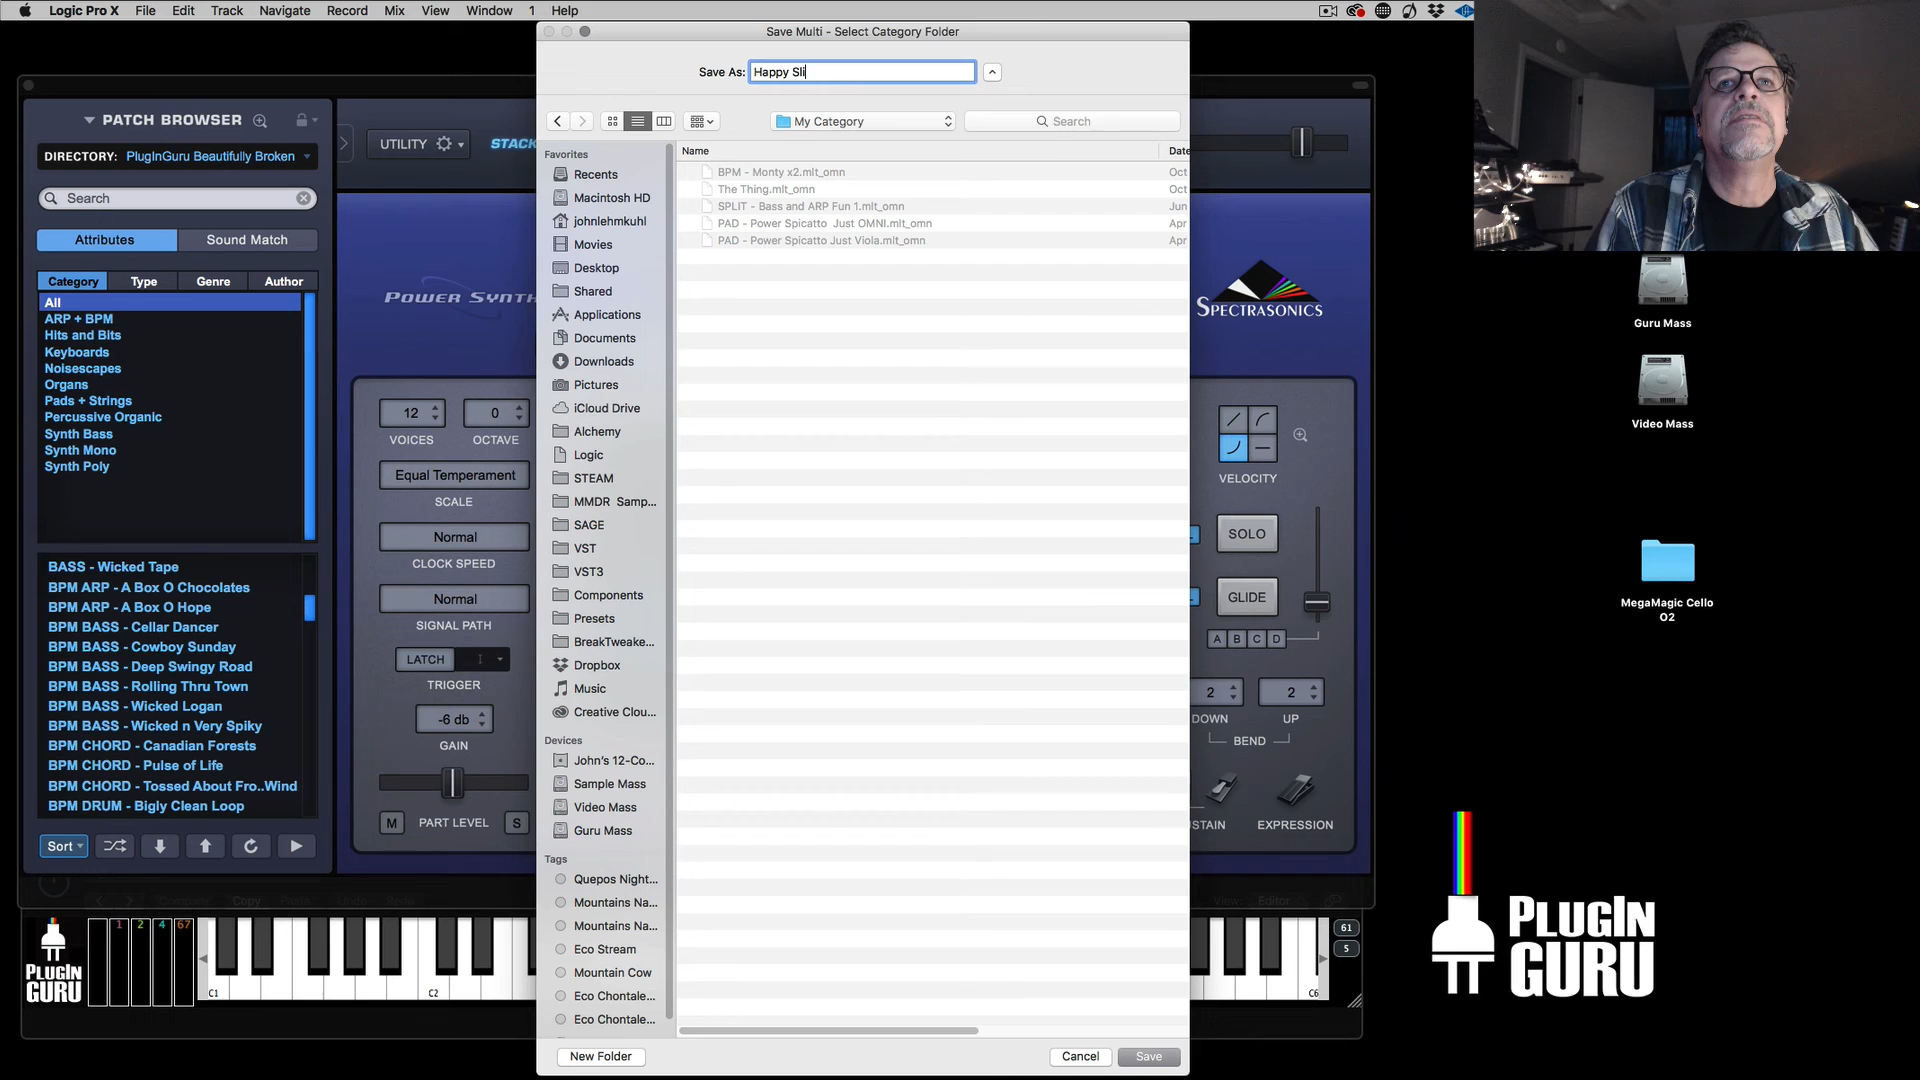 Logic Pro X File Edit Track Navigate Record Mix View Window 1 Help
Save Multi - Select Category Folder
Save As: Happy Sli
My Category
Search
Name
Date
BPM - Monty x2.mlt_omn
Oct
The Thing.mlt_omn
Oct
SPLIT - Bass and ARP Fun 1.mlt_omn
Jun
PAD - Power Spicatto Just OMNI.mlt_omn
Apr
PAD - Power Spicatto Just Viola.mlt_omn
Apr
Favorites
Recents
Macintosh HD
johnlehmkuhl
Movies
Desktop
Shared
Applications
Documents
Downloads
Pictures
iCloud Drive
Alchemy
Logic
STEAM
MMDR Samp...
SAGE
VST
VST3
Components
Presets
BreakTweake...
Dropbox
Music
Creative Clou...
Devices
John's 12-Co...
Sample Mass
Video Mass
Guru Mass
Tags
Quepos Night...
Mountains Na...
Mountains Na...
Eco Stream
Mountain Cow
Eco Chontale...
Eco Chontale...
New Folder
Cancel
Save
PATCH BROWSER
DIRECTORY: PlugInGuru Beautifully Broken
Search
Attributes
Sound Match
Category
Type
Genre
Author
All
ARP + BPM
Hits and Bits
Keyboards
Noisescapes
Organs
Pads + Strings
Percussive Organic
Synth Bass
Synth Mono
Synth Poly
BASS - Wicked Tape
BPM ARP - A Box O Chocolates
BPM ARP - A Box O Hope
BPM BASS - Cellar Dancer
BPM BASS - Cowboy Sunday
BPM BASS - Deep Swingy Road
BPM BASS - Rolling Thru Town
BPM BASS - Wicked Logan
BPM BASS - Wicked n Very Spiky
BPM CHORD - Canadian Forests
BPM CHORD - Pulse of Life
BPM CHORD - Tossed About Fro..Wind
BPM DRUM - Bigly Clean Loop
Sort
UTILITY
STACK
POWER SYNTH
12
0
VOICES
OCTAVE
Equal Temperament
SCALE
Normal
CLOCK SPEED
Normal
SIGNAL PATH
LATCH
TRIGGER
-6 db
GAIN
M
PART LEVEL
S
SPECTRASONICS
VELOCITY
SOLO
GLIDE
A B C D
2
2
DOWN
UP
BEND
STAIN
EXPRESSION
Compare
Copy
Paste
Undo
Redo
View:
Editor
PLUGIN
GURU
1
2
4
67
C1
C2
C6
61
5
Guru Mass
Video Mass
MegaMagic Cello
O2
PLUGIN
GURU